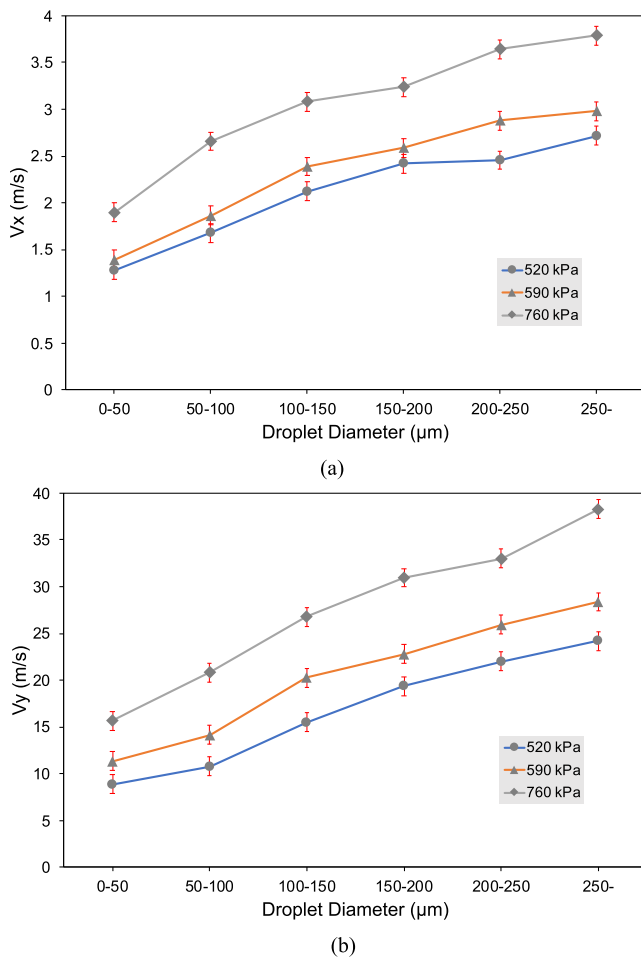 4
3.5
3
2.5
2
1.5
1
0.5
0
Vx (m/s)
520 kPa
590 kPa
760 kPa
0-50 50-100 100-150 150-200 200-250 250-
Droplet Diameter (µm)
(a)
40
35
30
25
20
15
10
5
0
Vy (m/s)
520 kPa
590 kPa
760 kPa
0-50 50-100 100-150 150-200 200-250 250-
Droplet Diameter (µm)
(b)